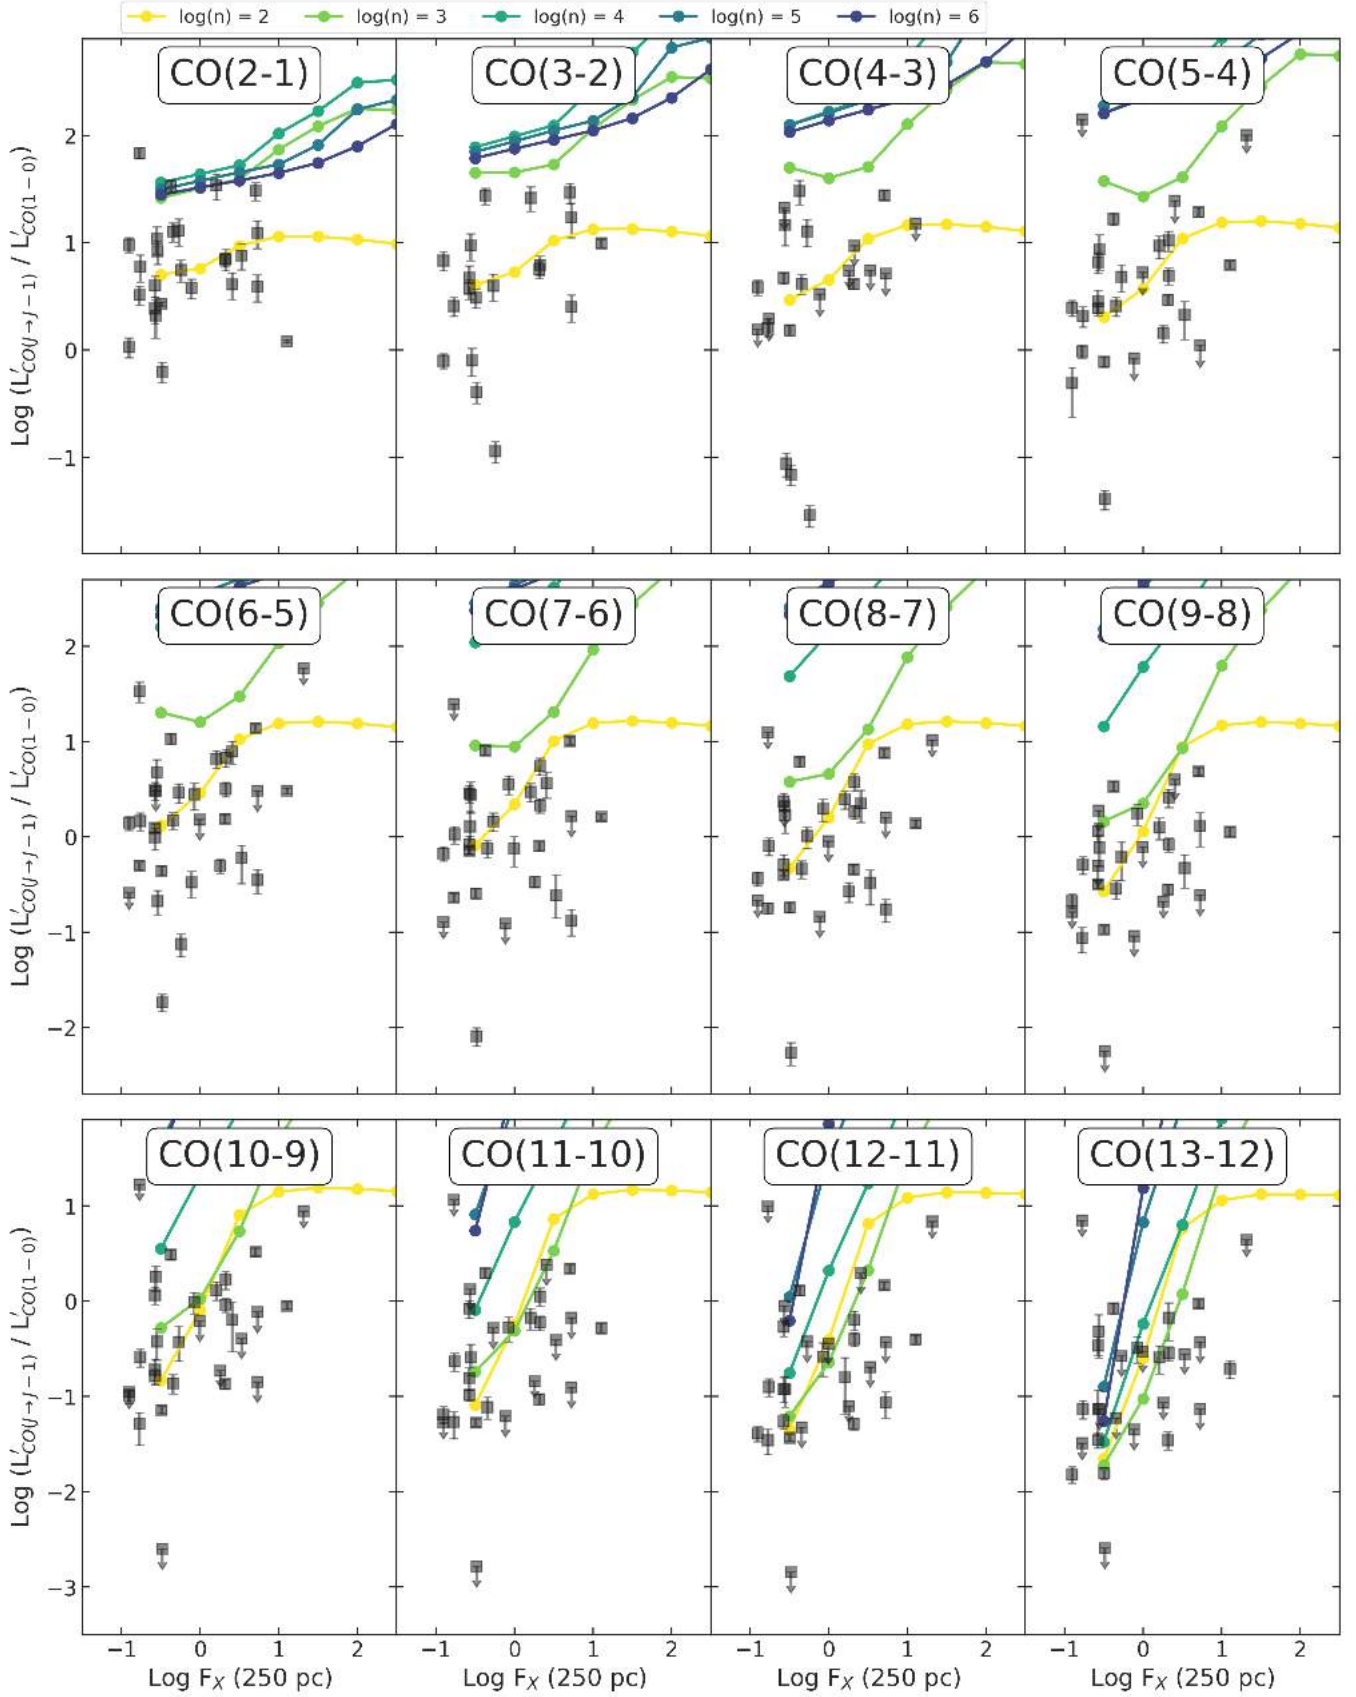 log(n) = 2 log(n) = 3 log(n) = 4 log(n) = 5 log(n) = 6
CO(2-1) CO(3-2) CO(4-3) CO(5-4)
2
1
0
−1
Log (L′CO(J→J−1) / L′CO(1−0))
CO(6-5) CO(7-6) CO(8-7) CO(9-8)
2
1
0
−1
−2
Log (L′CO(J→J−1) / L′CO(1−0))
CO(10-9) CO(11-10) CO(12-11) CO(13-12)
1
0
−1
−2
−3
Log (L′CO(J→J−1) / L′CO(1−0))
−1 0 1 2 −1 0 1 2 −1 0 1 2 −1 0 1 2
Log FX (250 pc) Log FX (250 pc) Log FX (250 pc) Log FX (250 pc)